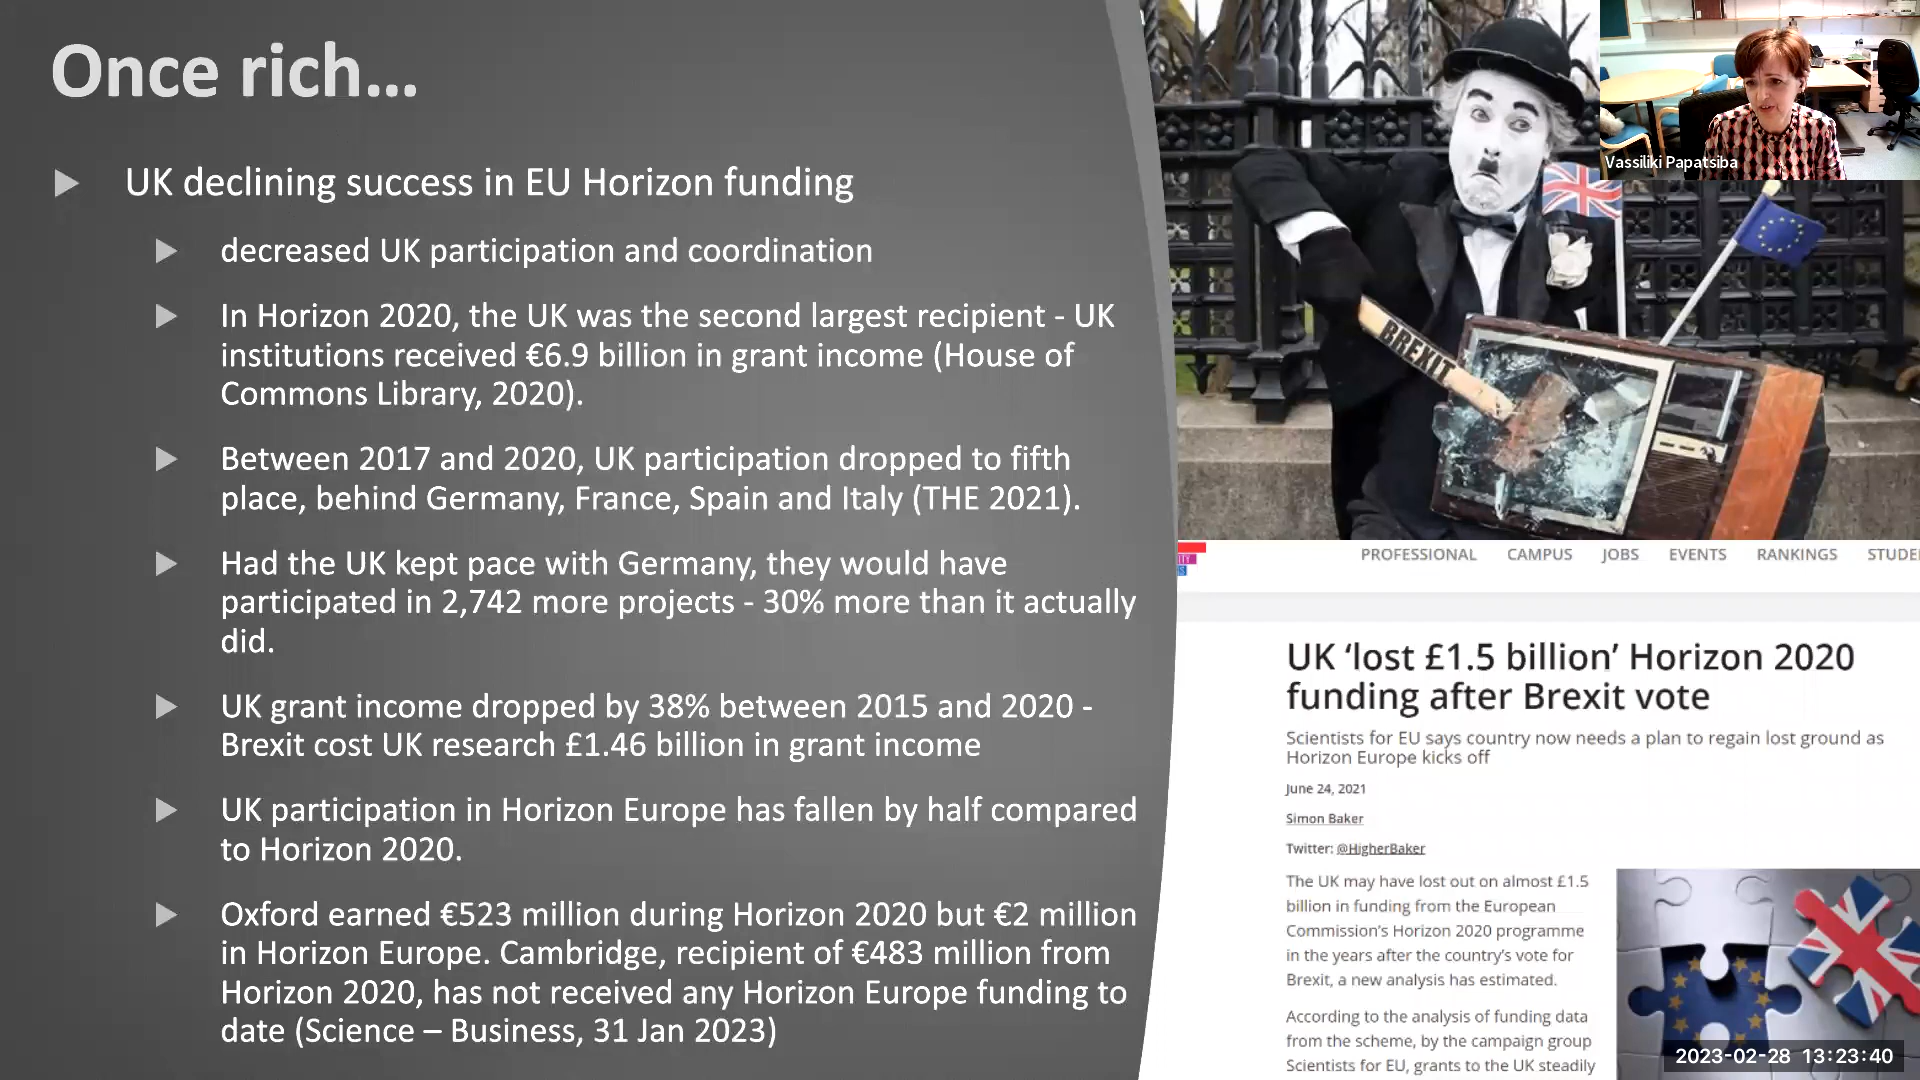 Once rich...
UK declining success in EU Horizon funding
decreased UK participation and coordination
In Horizon 2020, the UK was the second largest recipient - UK
institutions received €6.9 billion in grant income (House of
Commons Library, 2020).
Between 2017 and 2020, UK participation dropped to fifth
place, behind Germany, France, Spain and Italy (THE 2021).
Had the UK kept pace with Germany, they would have
participated in 2,742 more projects - 30% more than it actually
did.
UK grant income dropped by 38% between 2015 and 2020 -
Brexit cost UK research £1.46 billion in grant income
UK participation in Horizon Europe has fallen by half compared
to Horizon 2020.
Oxford earned €523 million during Horizon 2020 but €2 million
in Horizon Europe. Cambridge, recipient of €483 million from
Horizon 2020, has not received any Horizon Europe funding to
date (Science – Business, 31 Jan 2023)
Vassiliki Papatsiba
BREXIT
PROFESSIONAL CAMPUS JOBS EVENTS RANKINGS STUDE
UK ‘lost £1.5 billion’ Horizon 2020
funding after Brexit vote
Scientists for EU says country now needs a plan to regain lost ground as
Horizon Europe kicks off
June 24, 2021
Simon Baker
Twitter: @HigherBaker
The UK may have lost out on almost £1.5
billion in funding from the European
Commission’s Horizon 2020 programme
in the years after the country’s vote for
Brexit, a new analysis has estimated.
According to the analysis of funding data
from the scheme, by the campaign group
Scientists for EU, grants to the UK steadily
2023-02-28 13:23:40